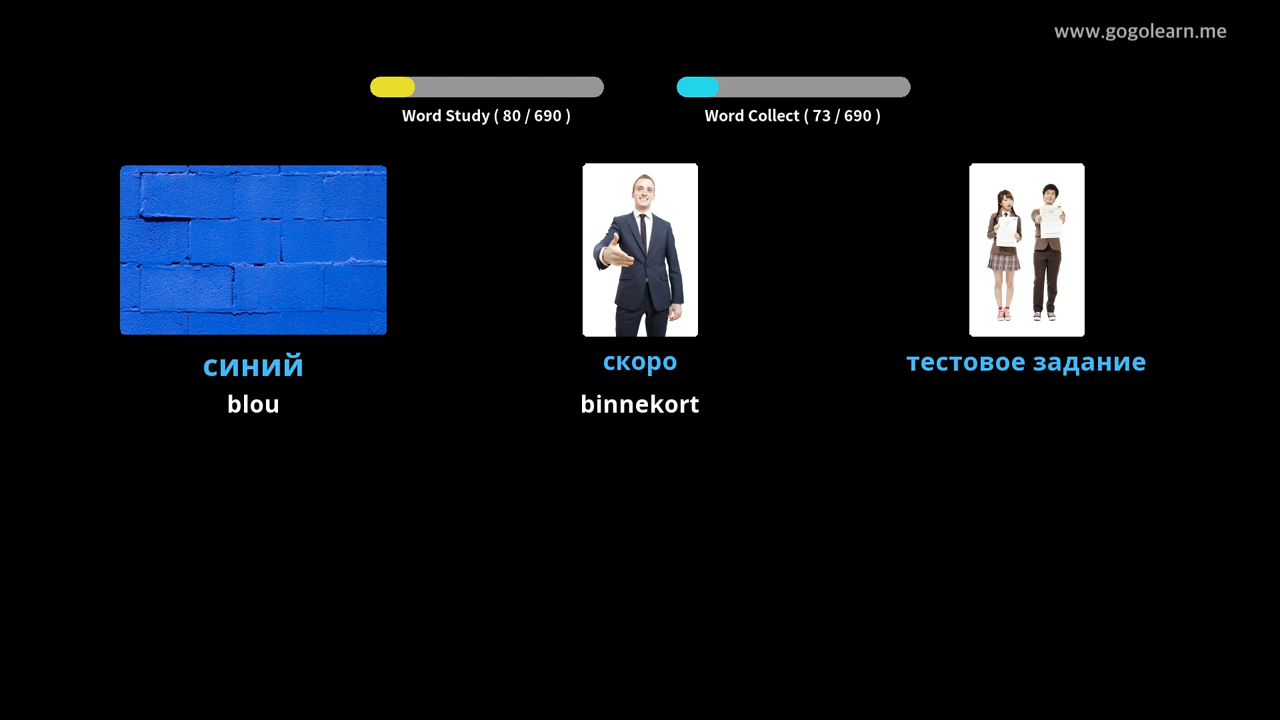 www.gogolearn.me
Word Study ( 80 / 690 )
Word Collect ( 73 / 690 )
синий
скоро
тестовое задание
blou
binnekort